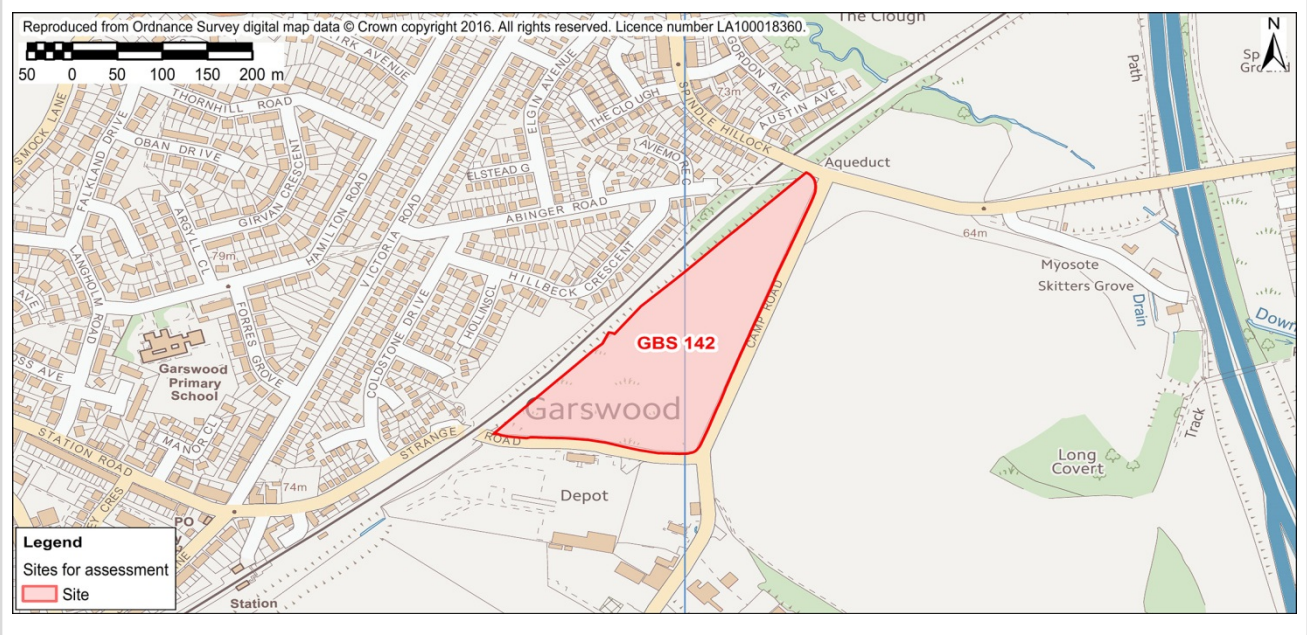 Reproduced from Ordnance Survey digital map data © Crown copyright 2016. All rights reserved. Licence number LA100018360.
50 0 50 100 150 200 m
N
The Clough
AVENUE
GORDON AVE
73m
SPINDLE HILLOCK
AUSTIN AVE
Path
SMOCK LANE
THORNHILL ROAD
ELGIN AVENUE
THE CLOUGH
FALKLAND DRIVE
OBAN DRIVE
GIRVAN CRESCENT
ELSTEAD G
Aqueduct
ARGYLL CL
HAMILTON ROAD
VICTORIA ROAD
ABINGER ROAD
79m
64m
LANGHOLM ROAD
HILLBECK CRESCENT
Myosote
Skitters Grove
AVE
FORRES GROVE
COLDSTONE DRIVE
Drain
Down
GBS 142
CAMP ROAD
Garswood
Primary
School
Garswood
MANOR CL
STATION ROAD
STRANGE ROAD
Track
Long
Covert
74m
Depot
CRES
PO
Legend
Sites for assessment
Site
Station